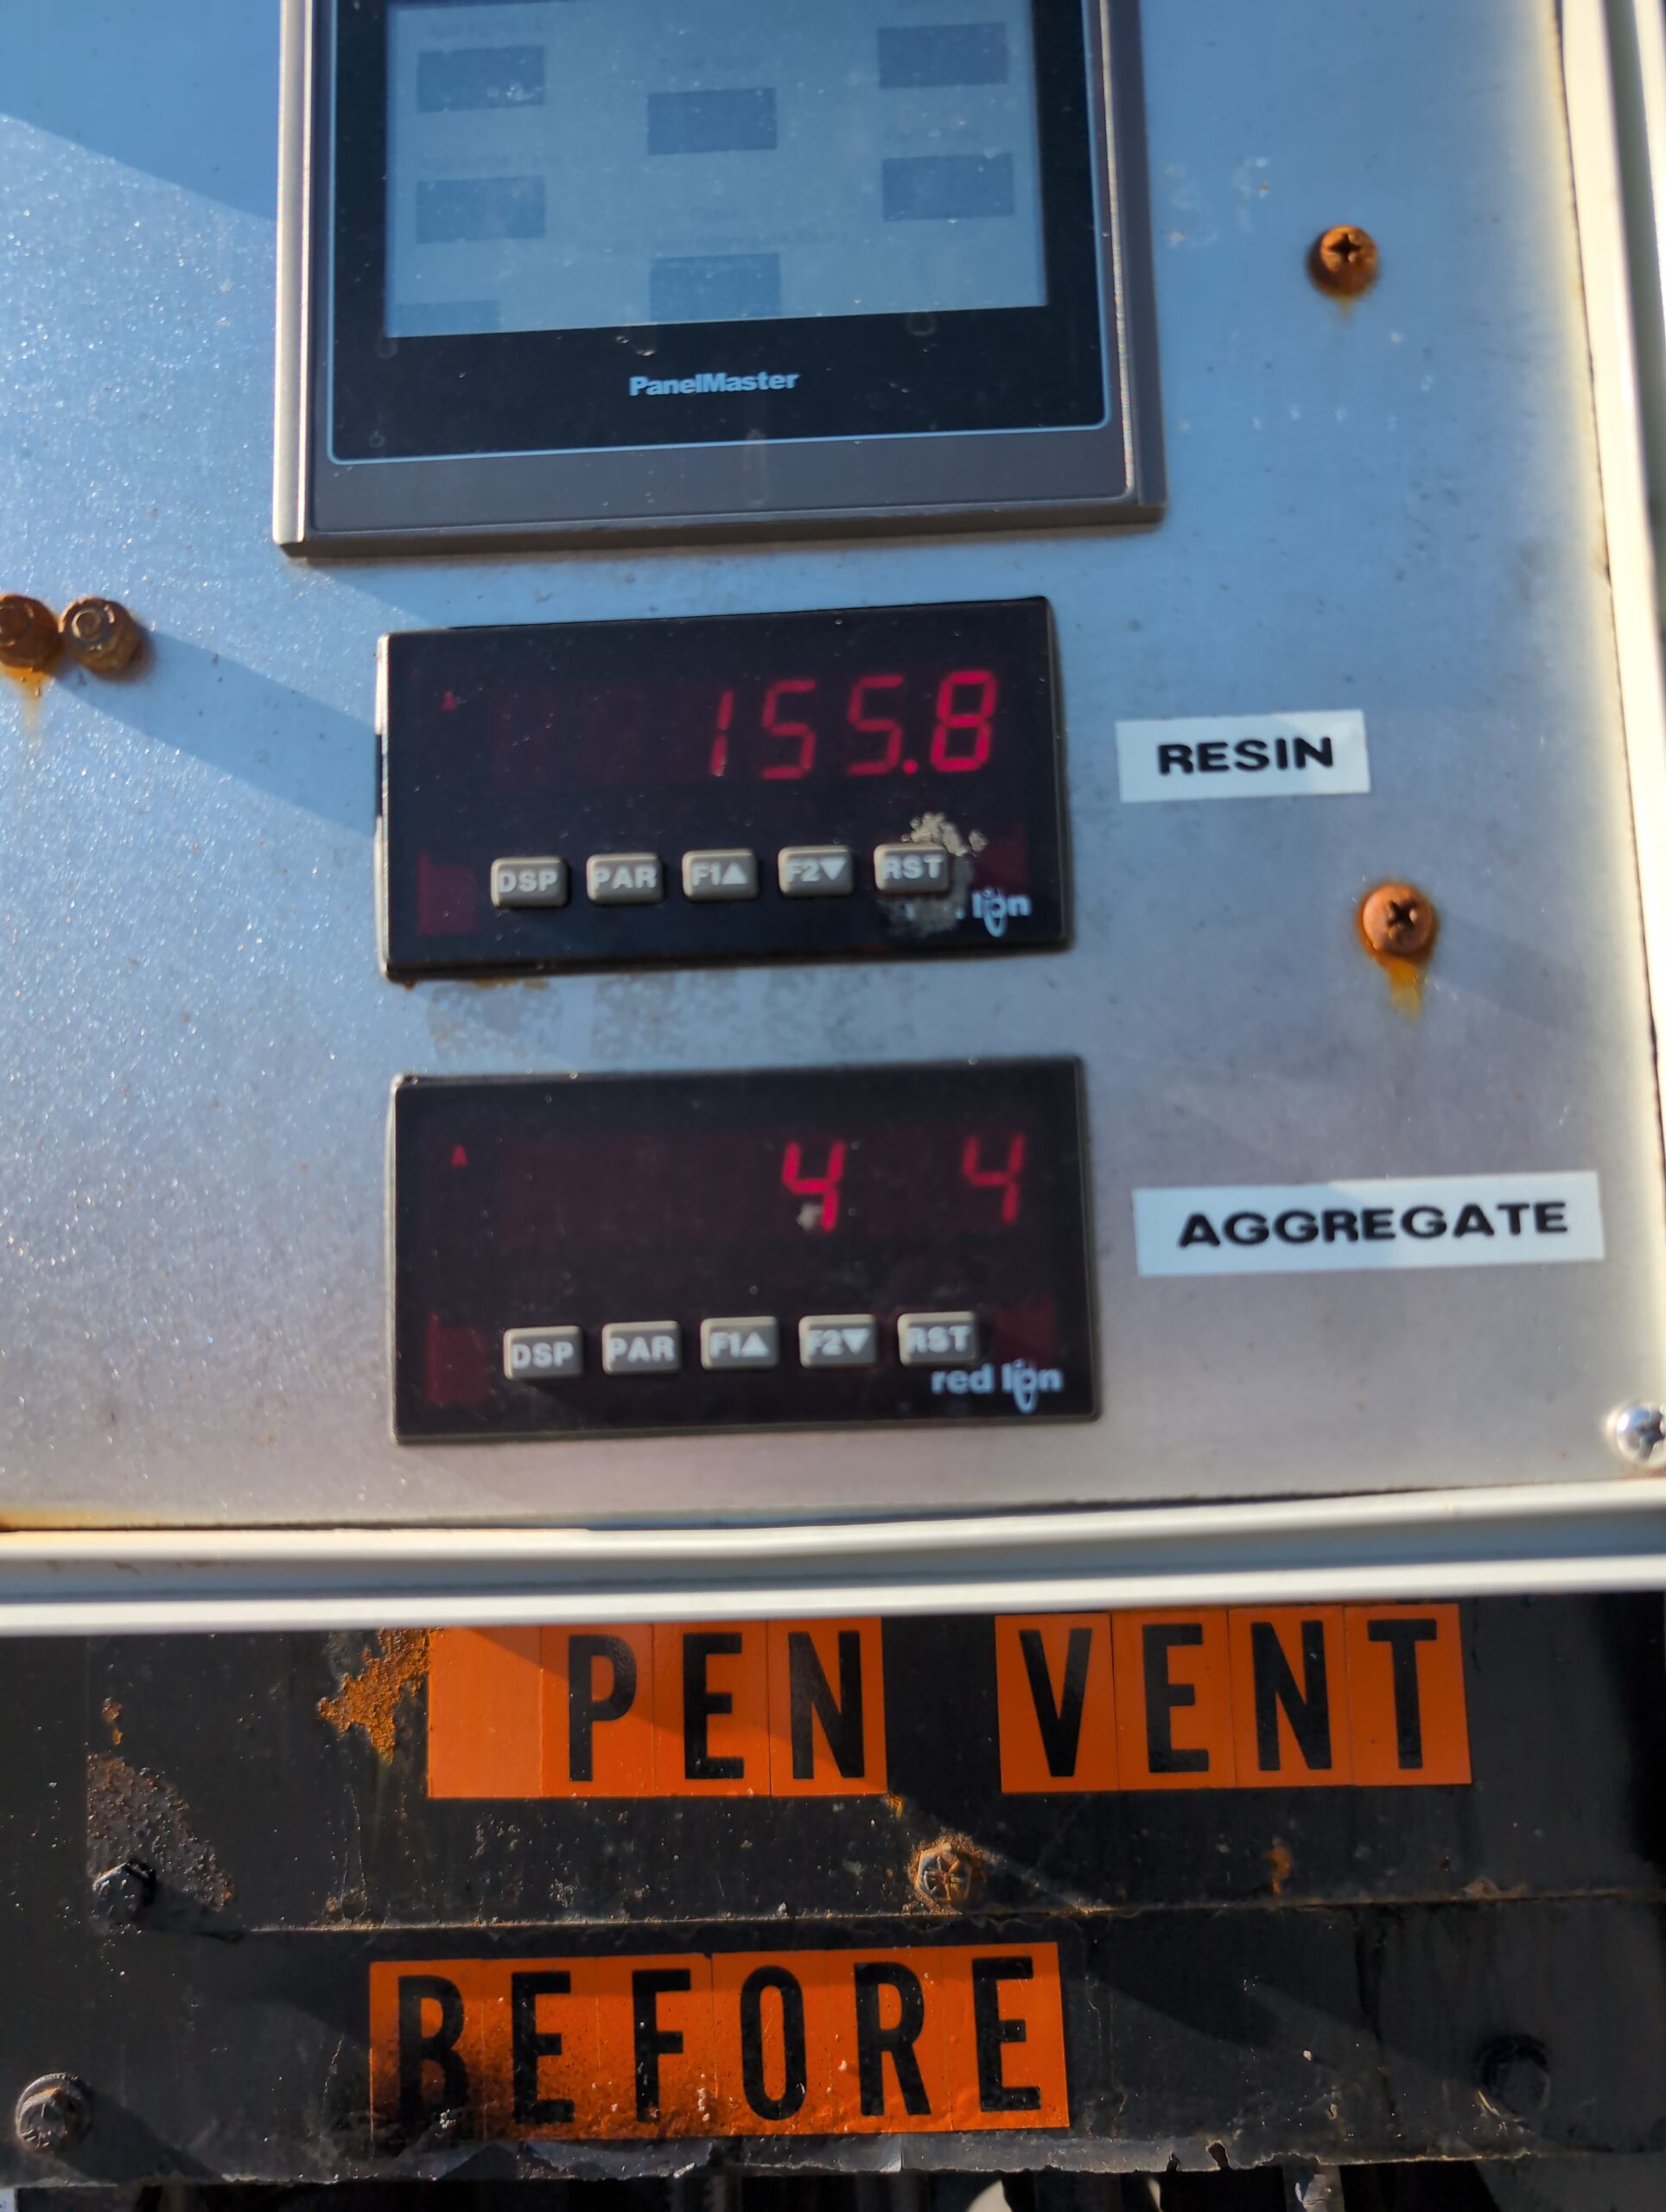 PanelMaster
155.8
RESIN
DSP PAR F1▲ F2▼ RST
lion
A
4 4
AGGREGATE
DSP PAR F1▲ F2▼ RST
red lion
PEN VENT
BEFORE